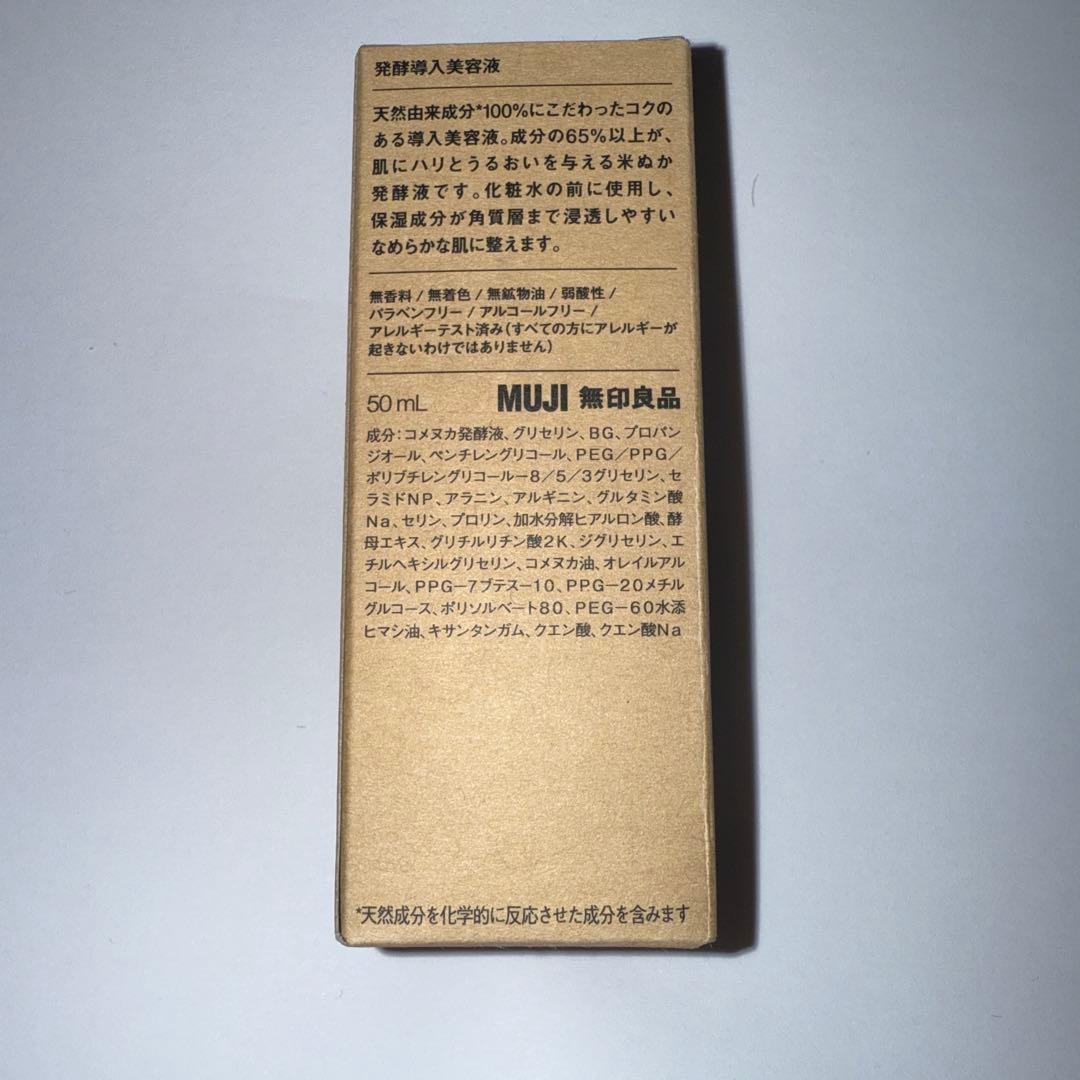 発酵導入美容液
天然由来成分*100%にこだわったコクの
ある導入美容液。成分の65%以上が、
肌にハリとうるおいを与える米ぬか
発酵液です。化粧水の前に使用し、
保湿成分が角質層まで浸透しやすい
なめらかな肌に整えます。
無香料/無着色/無鉱物油/弱酸性/
パラベンフリー/アルコールフリー/
アレルギーテスト済み(すべての方にアレルギーが
起きないわけではありません)
50mL MUJI 無印良品
成分:コメヌカ発酵液、グリセリン、BG、プロパン
ジオール、ペンチレングリコール、PEG/PPG/
ポリブチレングリコール-8/5/3グリセリン、セ
ラミドNP、アラニン、アルギニン、グルタミン酸
Na、セリン、プロリン、加水分解ヒアルロン酸、酵
母エキス、グリチルリチン酸2K、ジグリセリン、エ
チルヘキシルグリセリン、コメヌカ油、オレイルアル
コール、PPG-7ブテス-10、PPG-20メチル
グルコース、ポリソルベート80、PEG-60水添
ヒマシ油、キサンタンガム、クエン酸、クエン酸Na
*天然成分を化学的に反応させた成分を含みます